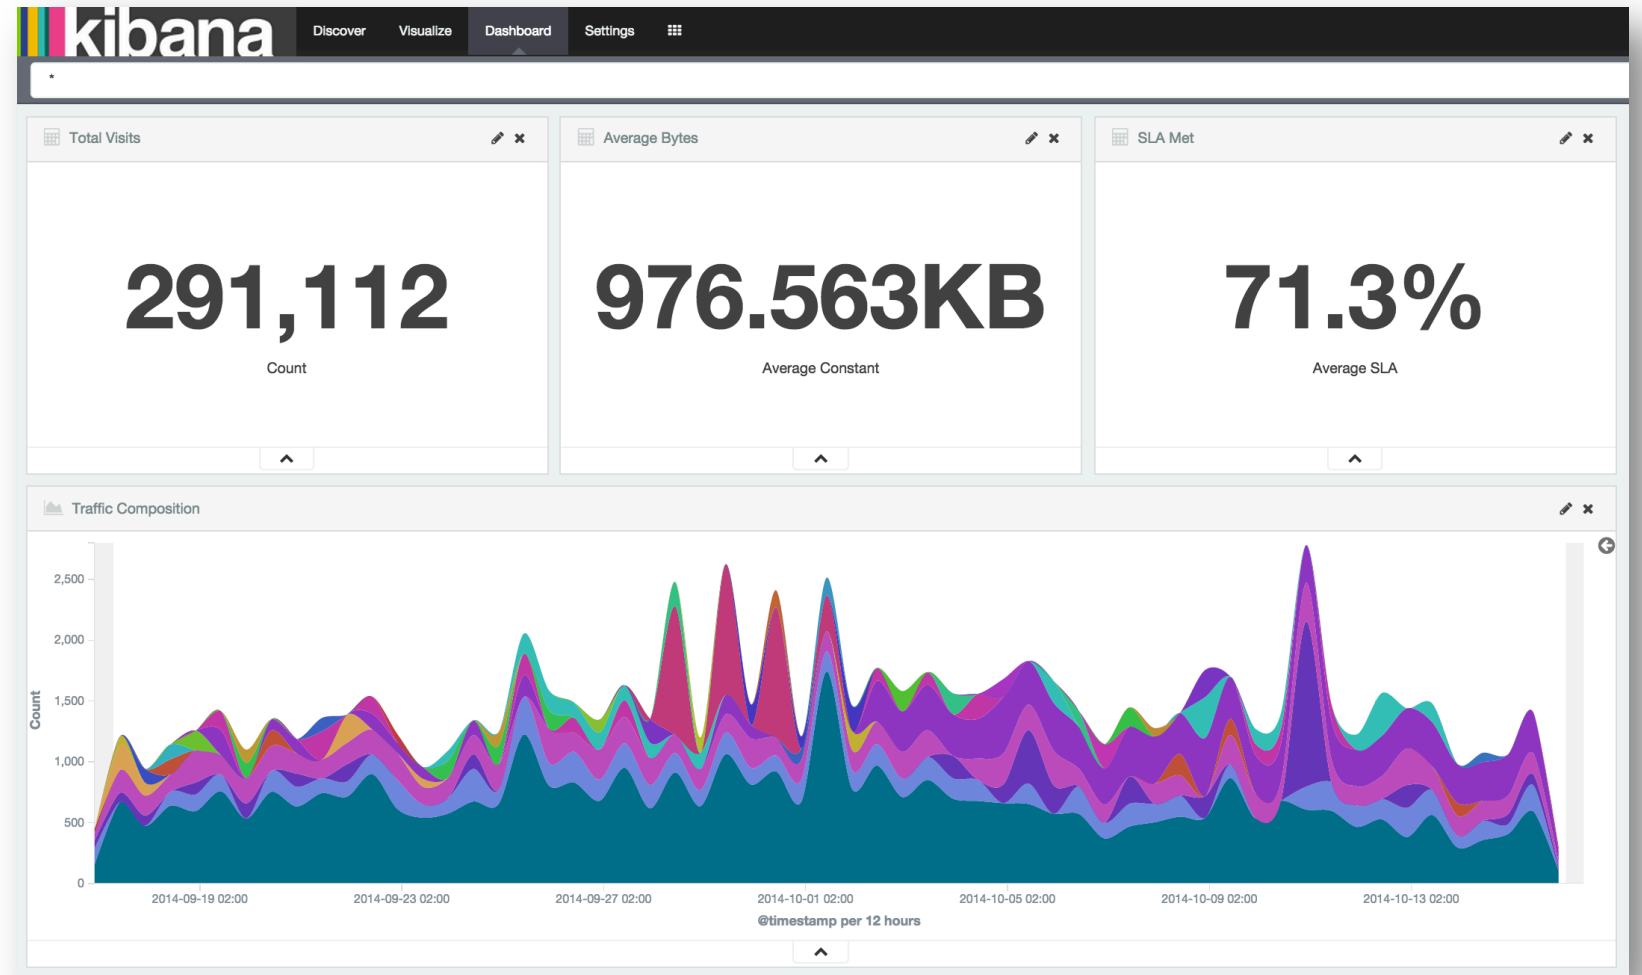 kibana Discover Visualize Dashboard Settings
*
Total Visits
Average Bytes
SLA Met
291,112
976.563KB
71.3%
Count
Average Constant
Average SLA
Traffic Composition
2,500
2,000
1,500
1,000
500
0
Count
2014-09-19 02:00 2014-09-23 02:00 2014-09-27 02:00 2014-10-01 02:00 2014-10-05 02:00 2014-10-09 02:00 2014-10-13 02:00
@timestamp per 12 hours